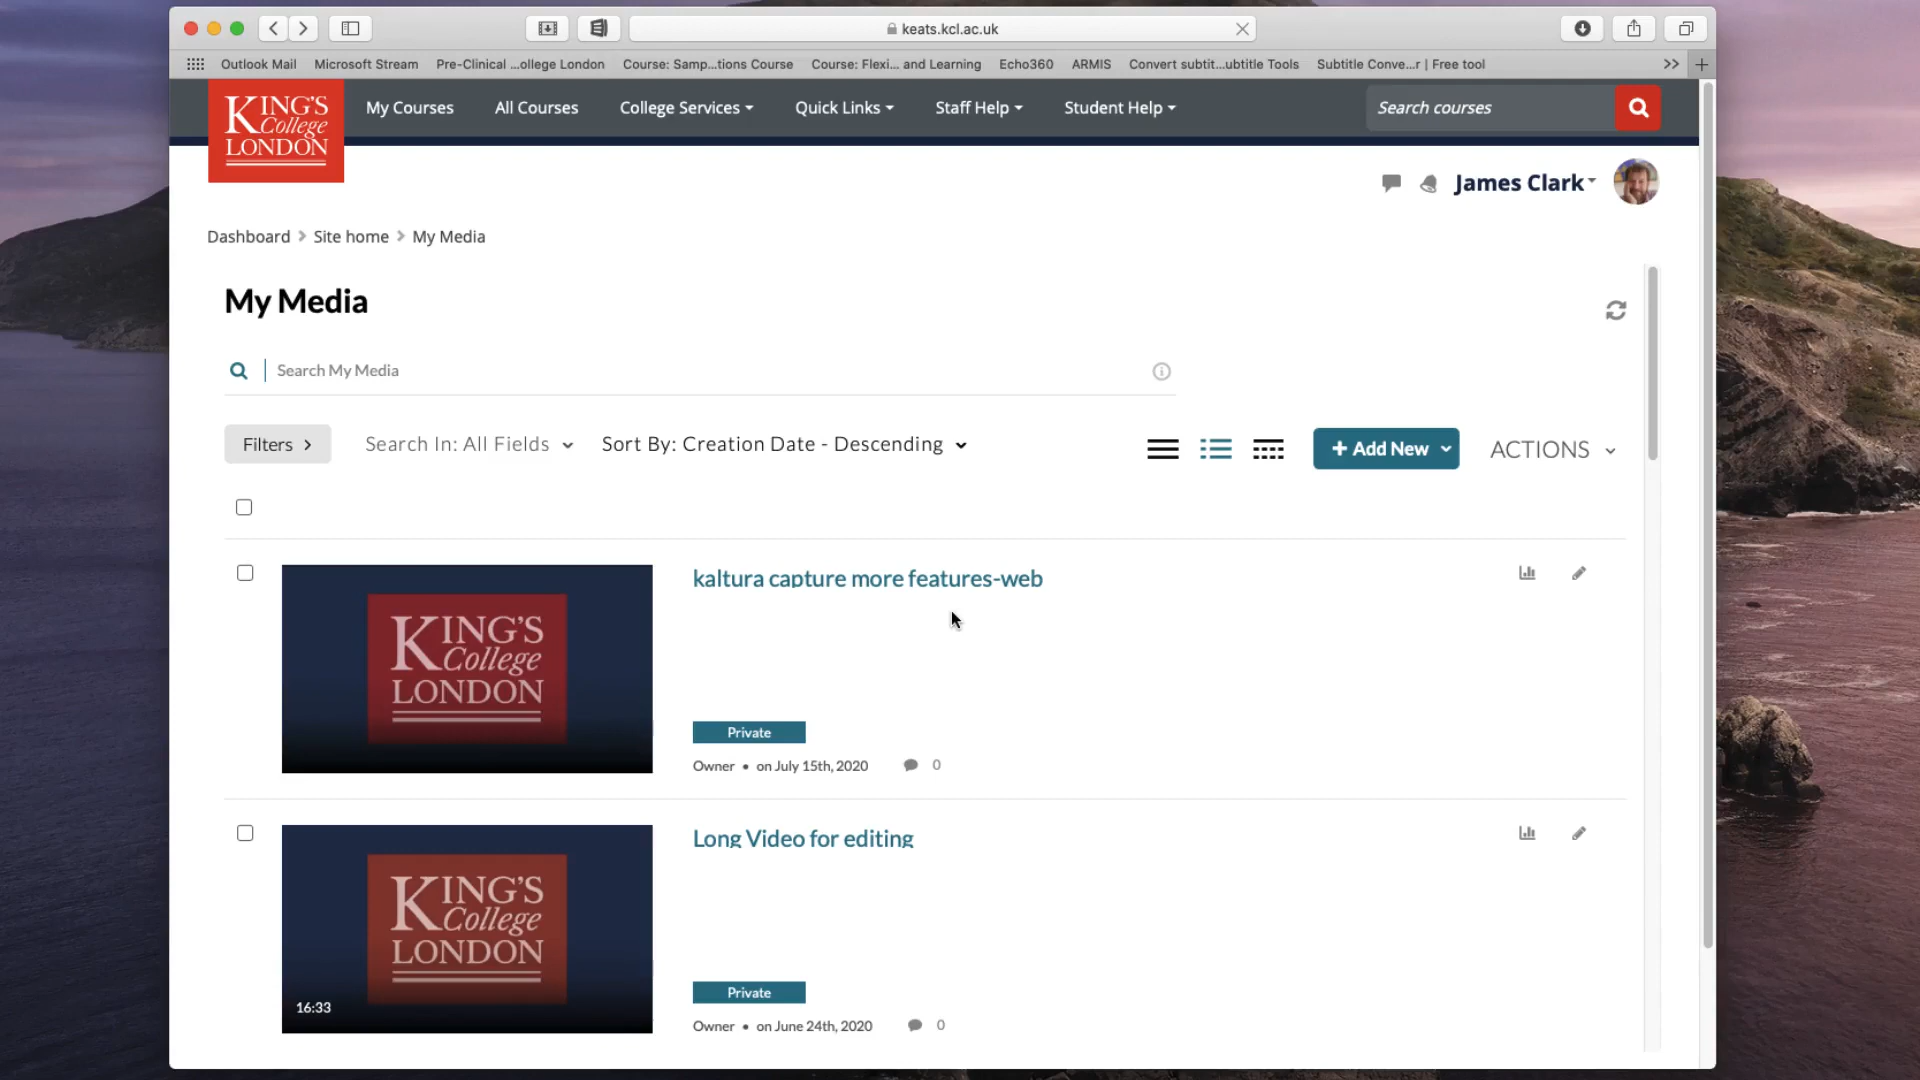 keats.kcl.ac.uk
Outlook Mail Microsoft Stream Pre-Clinical ...ollege London Course: Samp...tions Course Course: Flexi... and Learning Echo360 ARMIS Convert subtit...ubtitle Tools Subtitle Conve...r | Free tool
KING'S
College
LONDON
My Courses All Courses College Services Quick Links Staff Help Student Help Search courses
James Clark
Dashboard > Site home > My Media
My Media
Search My Media
Filters > Search In: All Fields Sort By: Creation Date - Descending + Add New ACTIONS
kaltura capture more features-web
KING'S
College
LONDON
Private
Owner • on July 15th, 2020 0
Long Video for editing
KING'S
College
LONDON
16:33
Private
Owner • on June 24th, 2020 0